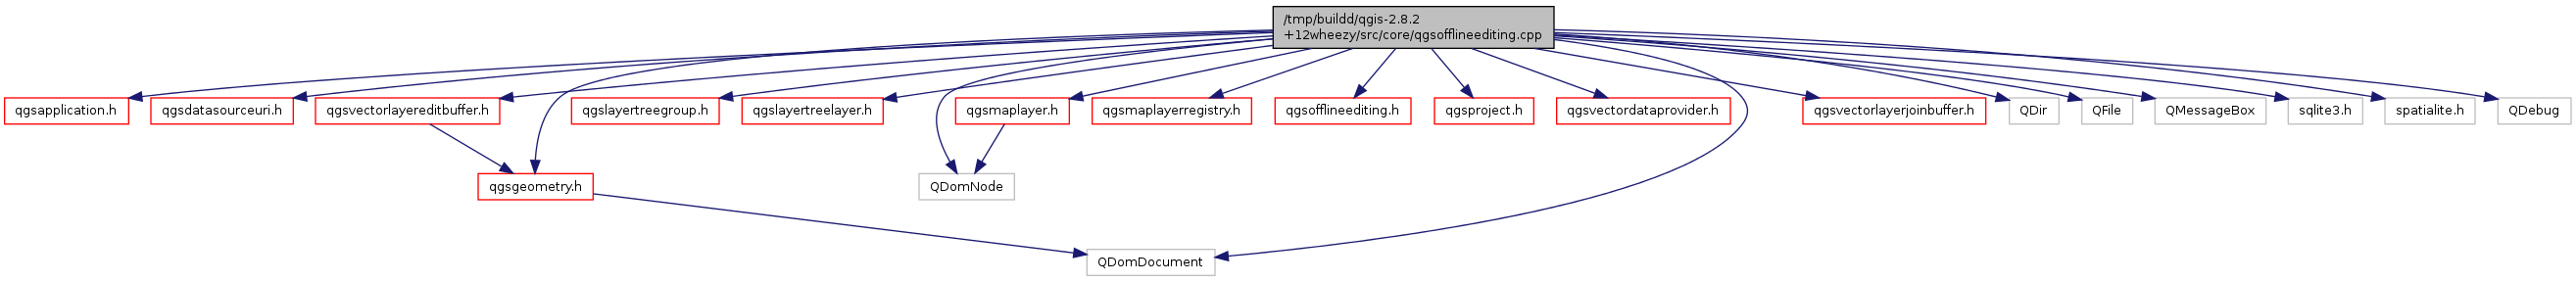 /tmp/buildd/qgis-2.8.2
+12wheezy/src/core/qgsofflineediting.cpp
qgsapplication.h
qgsdatasourceuri.h
qgsvectorlayereditbuffer.h
qgslayertreegroup.h
qgslayertreelayer.h
qgsmaplayer.h
qgsmaplayerregistry.h
qgsofflineediting.h
qgsproject.h
qgsvectordataprovider.h
qgsvectorlayerjoinbuffer.h
QDir
QFile
QMessageBox
sqlite3.h
spatialite.h
QDebug
qgsgeometry.h
QDomNode
QDomDocument